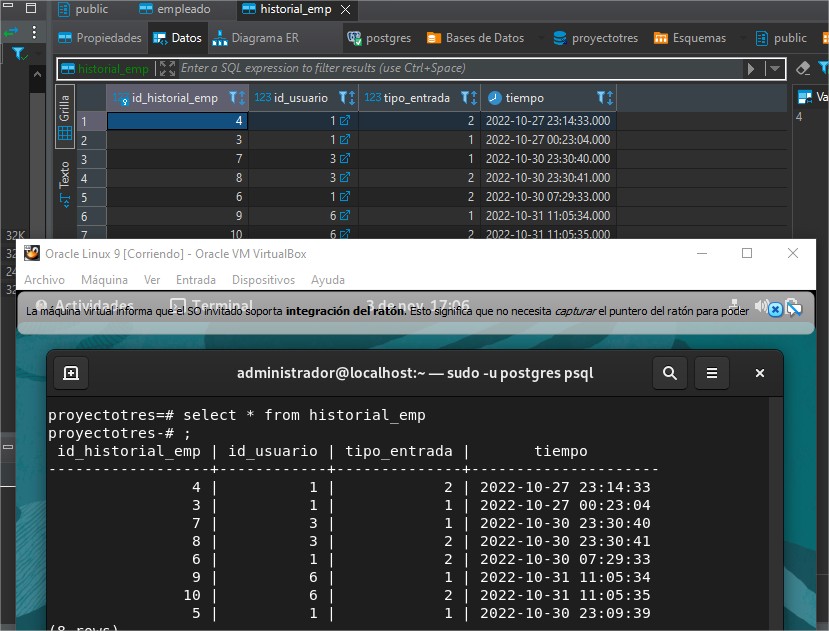 public empleado historial_emp
Propiedades Datos Diagrama ER postgres Bases de Datos proyectotres Esquemas public
historial_emp Enter a SQL expression to filter results (use Ctrl+Space)
Grilla
Texto
123 id_historial_emp 123 id_usuario 123 tipo_entrada tiempo Va
1 4 1 2 2022-10-27 23:14:33.000 4
2 3 1 1 2022-10-27 00:23:04.000
3 7 3 1 2022-10-30 23:30:40.000
4 8 3 2 2022-10-30 23:30:41.000
5 6 1 2 2022-10-30 07:29:33.000
6 9 6 1 2022-10-31 11:05:34.000
7 10 6 2 2022-10-31 11:05:35.000
32K
32
24
32
Oracle Linux 9 [Corriendo] - Oracle VM VirtualBox
Archivo Máquina Ver Entrada Dispositivos Ayuda
Actividades Terminal 3 de nov 17:06
La máquina virtual informa que el SO invitado soporta integración del ratón. Esto significa que no necesita capturar el puntero del ratón para poder
administrador@localhost:~ — sudo -u postgres psql
proyectotres=# select * from historial_emp
proyectotres-# ;
id_historial_emp | id_usuario | tipo_entrada | tiempo
------------------+------------+--------------+---------------------
4 | 1 | 2 | 2022-10-27 23:14:33
3 | 1 | 1 | 2022-10-27 00:23:04
7 | 3 | 1 | 2022-10-30 23:30:40
8 | 3 | 2 | 2022-10-30 23:30:41
6 | 1 | 2 | 2022-10-30 07:29:33
9 | 6 | 1 | 2022-10-31 11:05:34
10 | 6 | 2 | 2022-10-31 11:05:35
5 | 1 | 1 | 2022-10-30 23:09:39
(8 rows)